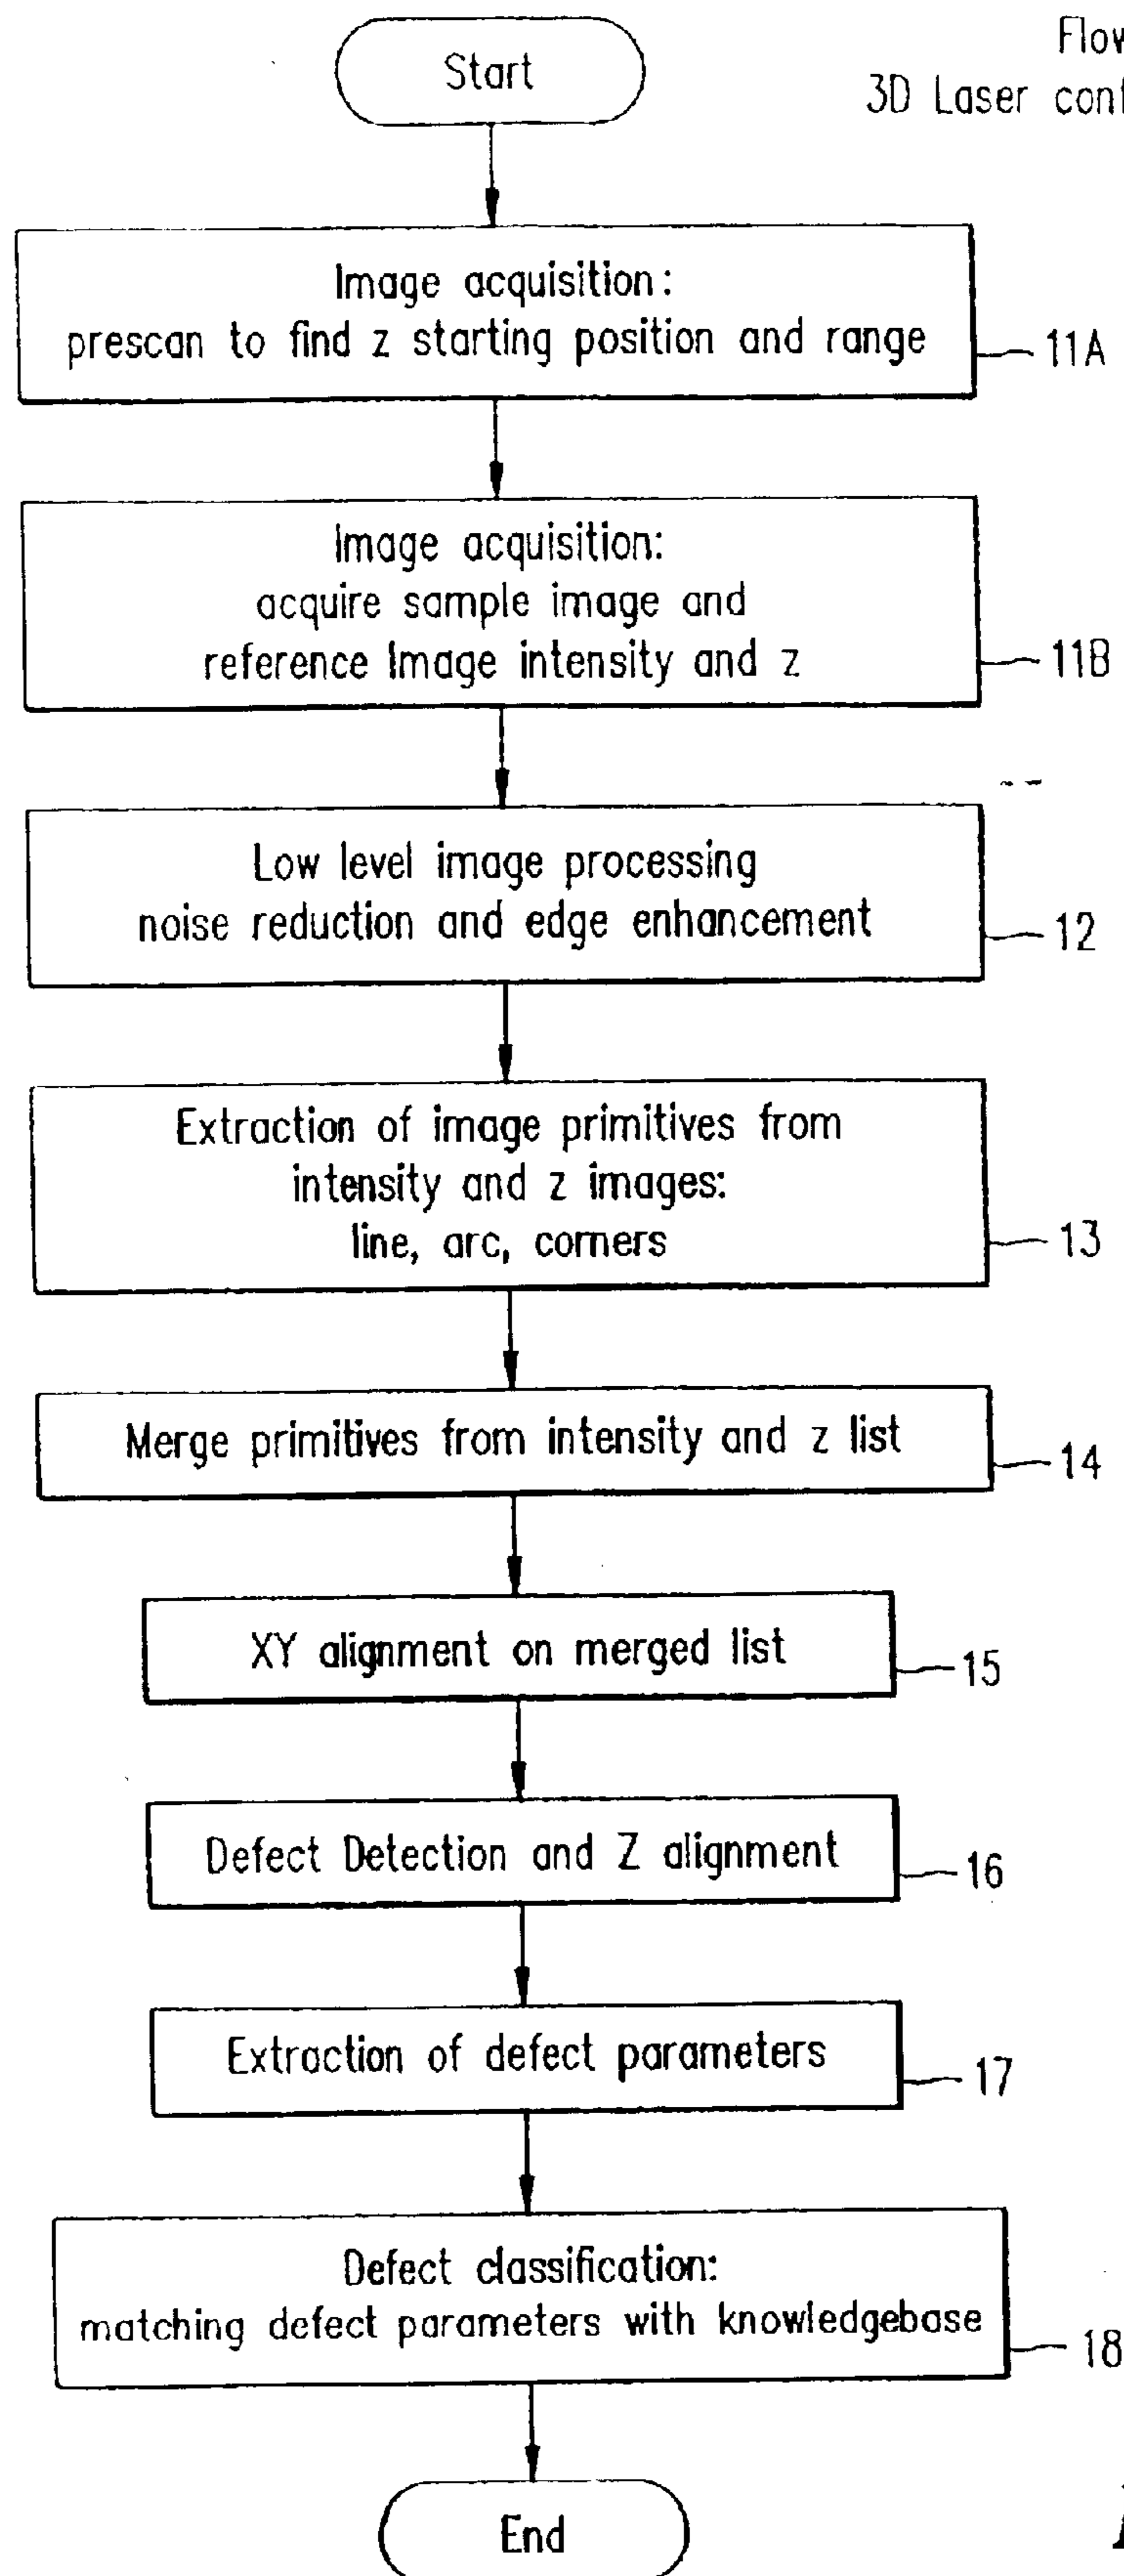 Start
3D Laser
Image acquisition:
prescan to find z starting position and range
11A
Image acquisition:
acquire sample image and
reference Image intensity and z
11B
Low level image processing
noise reduction and edge enhancement
12
Extraction of image primitives from
intensity and z images:
line, arc, corners
13
Merge primitives from intensity and z list
14
XY alignment on merged list
15
Defect Detection and Z alignment
16
Extraction of defect parameters
17
Defect classification:
matching defect parameters with knowledgebase
18
End